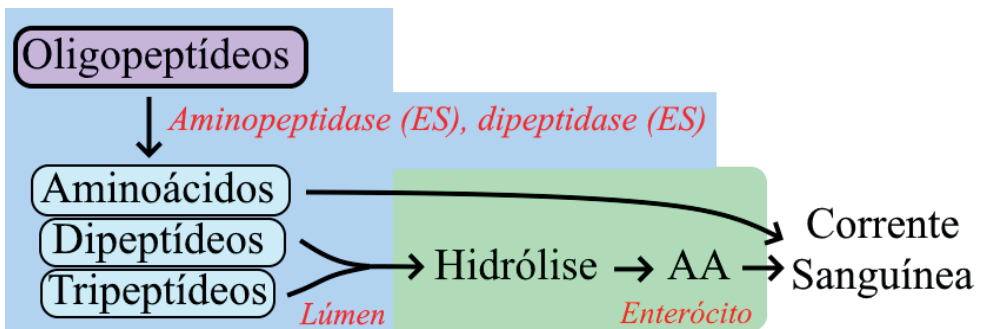 Oligopeptídeos
Aminopeptidase (ES), dipeptidase (ES)
Aminoácidos
Dipeptídeos
Tripeptídeos
Lúmen
Hidrólise
AA
Enterócito
Corrente
Sanguínea